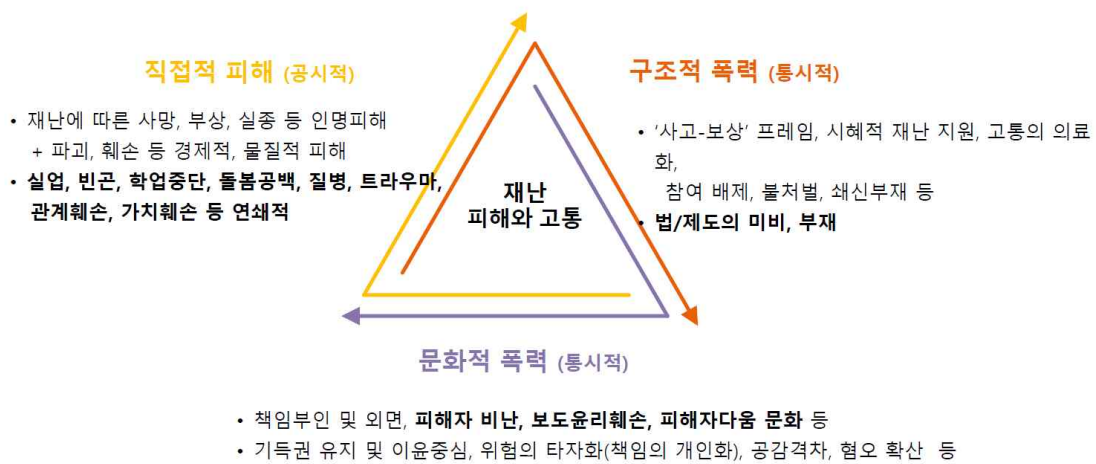 직접적 피해 (공시적)
• 재난에 따른 사망, 부상, 실종 등 인명피해
+ 파괴, 훼손 등 경제적, 물질적 피해
• 실업, 빈곤, 학업중단, 돌봄공백, 질병, 트라우마,
관계훼손, 가치훼손 등 연쇄적
재난
피해와 고통
구조적 폭력 (통시적)
• ‘사고-보상’ 프레임, 시혜적 재난 지원, 고통의 의료
화,
참여 배제, 불처벌, 쇄신부재 등
• 법/제도의 미비, 부재
문화적 폭력 (통시적)
• 책임부인 및 외면, 피해자 비난, 보도윤리훼손, 피해자다움 문화 등
• 기득권 유지 및 이윤중심, 위험의 타자화(책임의 개인화), 공감격차, 혐오 확산 등